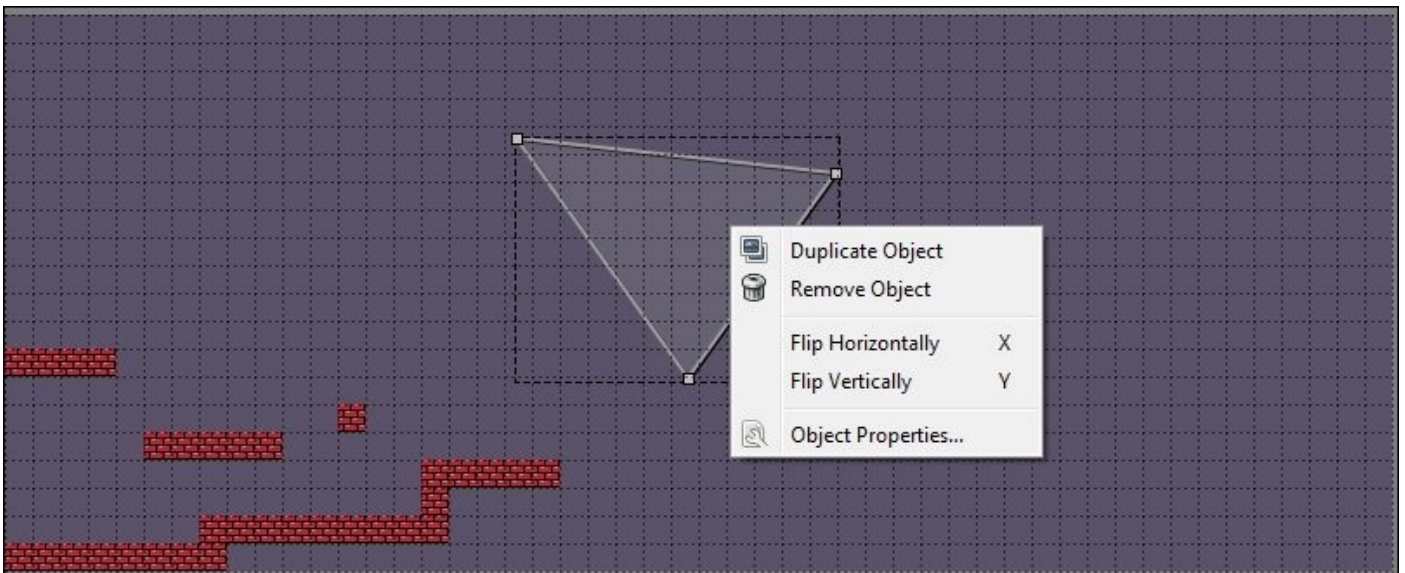 Duplicate Object
Remove Object
Flip Horizontally X
Flip Vertically Y
Object Properties...